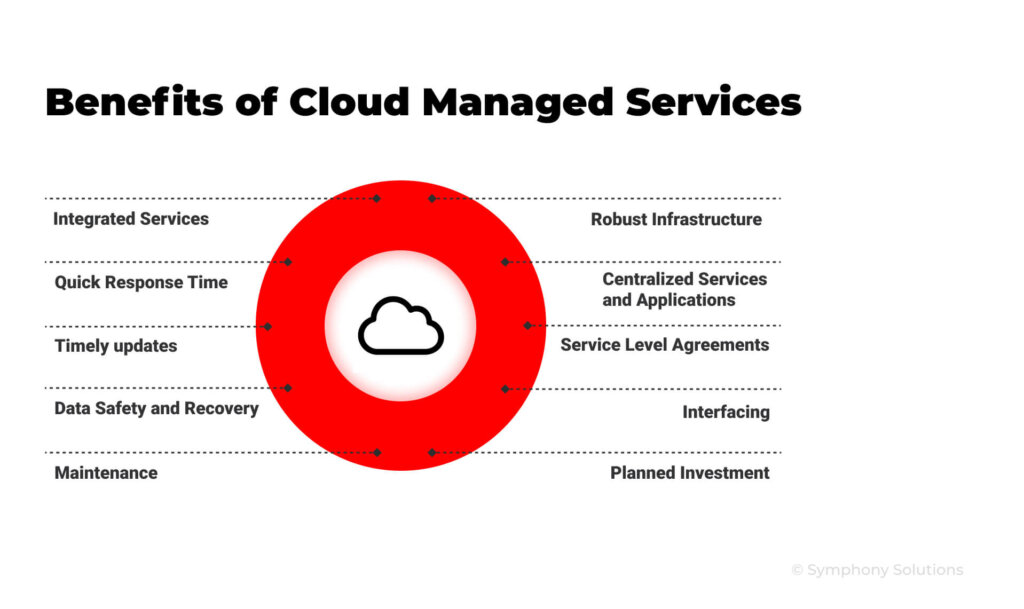 Benefits of Cloud Managed Services
Integrated Services
Quick Response Time
Timely updates
Data Safety and Recovery
Maintenance
Robust Infrastructure
Centralized Services
and Applications
Service Level Agreements
Interfacing
Planned Investment
© Symphony Solutions